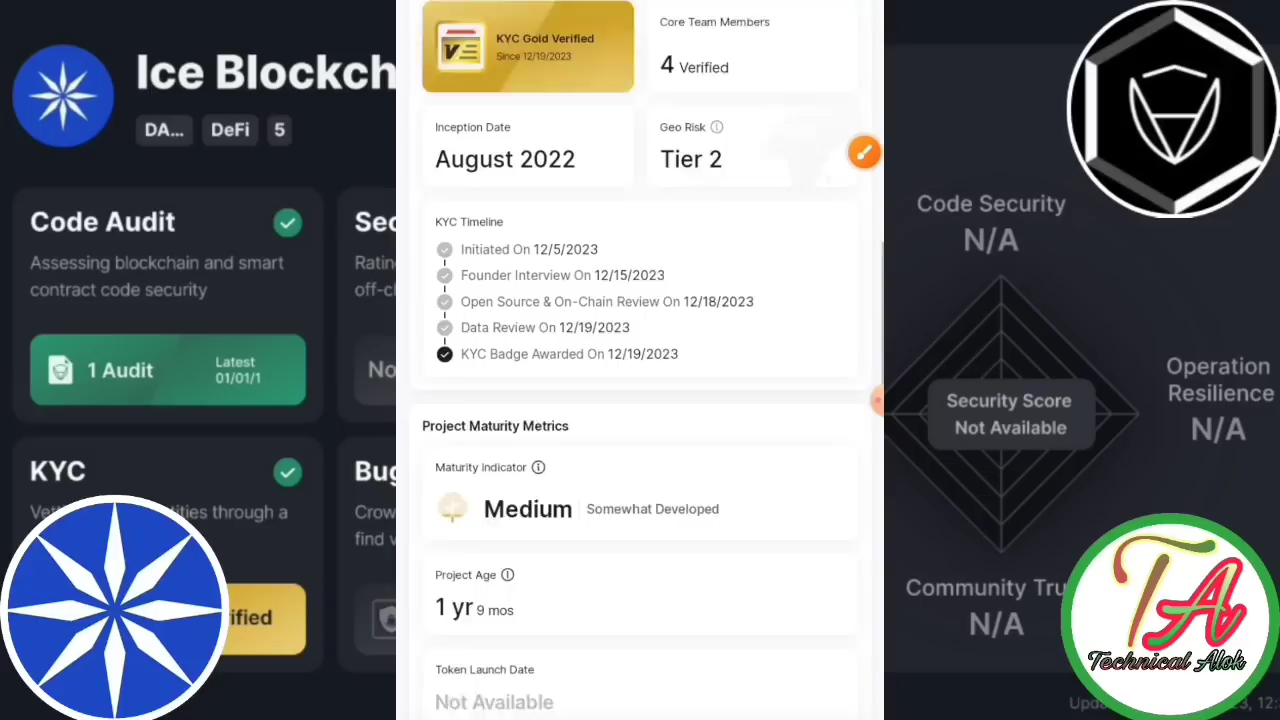 Ice Blockch
DA...
DeFi
5
Code Audit
Assessing blockchain and smart
contract code security
1 Audit
Latest
01/01/1
Sec
Ratin
off-c
No
KYC
Vet
tities through a
ified
Bug
Crow
find v
KYC Gold Verified
Since 12/19/2023
Core Team Members
4 Verified
Inception Date
August 2022
Geo Risk
Tier 2
KYC Timeline
Initiated On 12/5/2023
Founder Interview On 12/15/2023
Open Source & On-Chain Review On 12/18/2023
Data Review On 12/19/2023
KYC Badge Awarded On 12/19/2023
Project Maturity Metrics
Maturity Indicator
Medium
Somewhat Developed
Project Age
1 yr 9 mos
Token Launch Date
Not Available
Code Security
N/A
Operation
Resilience
N/A
Security Score
Not Available
Community Tru
N/A
TA
Technical Alok
Upda
3, 12: